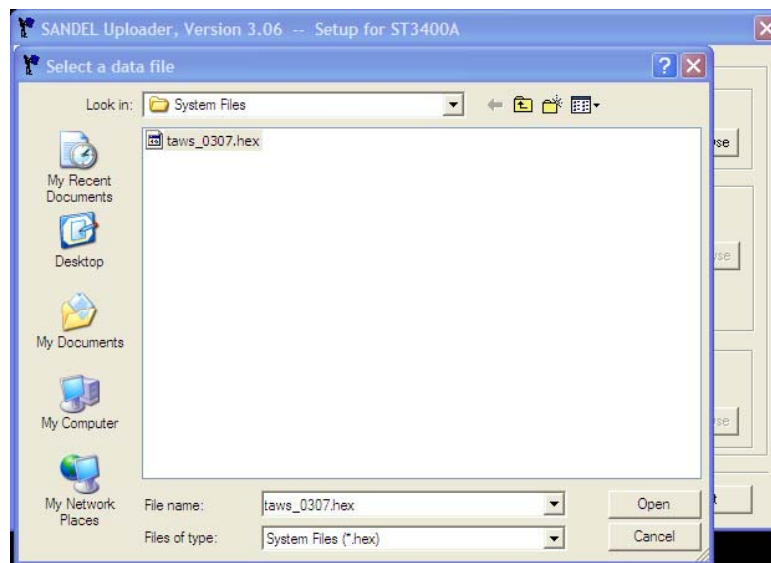 SANDEL Uploader, Version 3.06 -- Setup for ST3400A
Select a data file
Look in:
System Files
taws_0307.hex
My Recent
Documents
Desktop
My Documents
My Computer
My Network
Places
File name:
taws_0307.hex
Open
Files of type:
System Files (*.hex)
Cancel